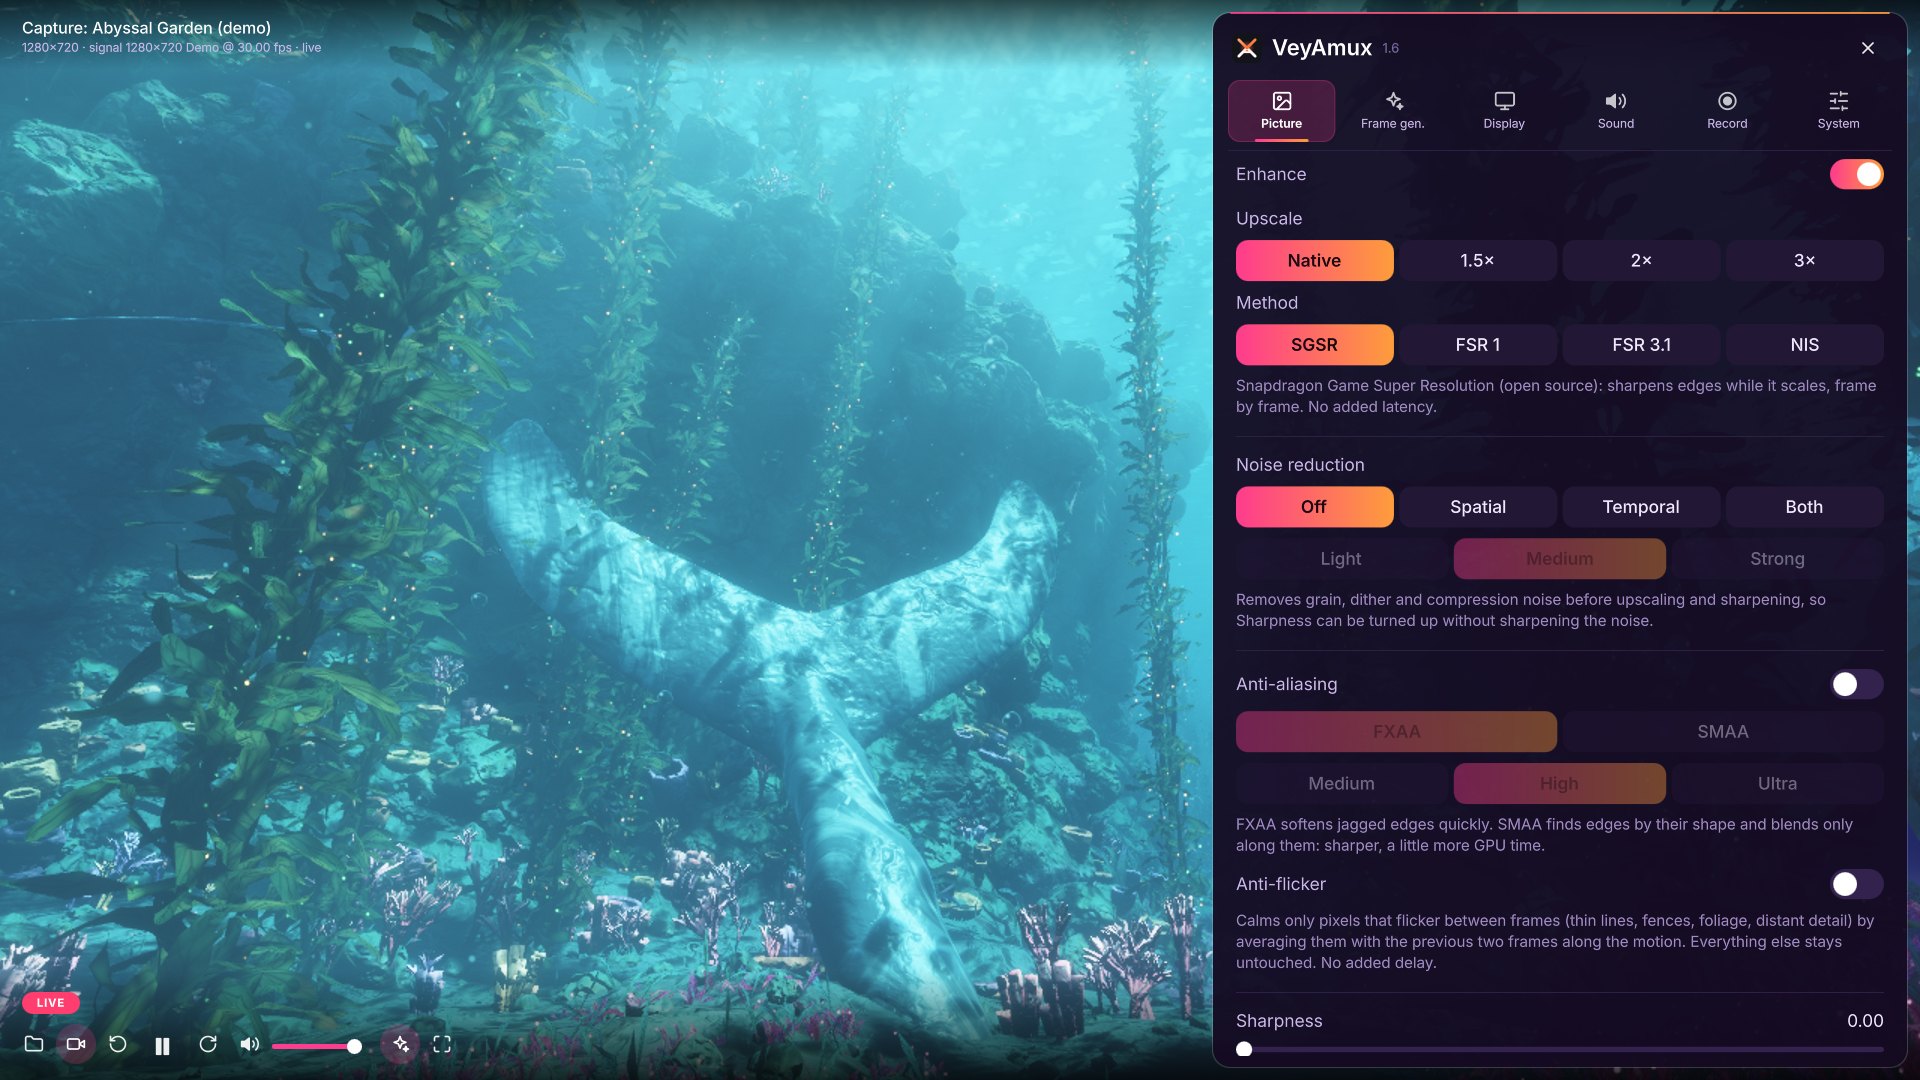 Capture: Abyssal Garden (demo)
1280×720 · signal 1280×720 Demo @ 30.00 fps · live
VeyAmux 1.6
Picture
Frame gen.
Display
Sound
Record
System
Enhance
Upscale
Native
1.5×
2×
3×
Method
SGSR
FSR 1
FSR 3.1
NIS
Snapdragon Game Super Resolution (open source): sharpens edges while it scales, frame
by frame. No added latency.
Noise reduction
Off
Spatial
Temporal
Both
Light
Medium
Strong
Removes grain, dither and compression noise before upscaling and sharpening, so
Sharpness can be turned up without sharpening the noise.
Anti-aliasing
FXAA
SMAA
Medium
High
Ultra
FXAA softens jagged edges quickly. SMAA finds edges by their shape and blends only
along them: sharper, a little more GPU time.
Anti-flicker
Calms only pixels that flicker between frames (thin lines, fences, foliage, distant detail) by
averaging them with the previous two frames along the motion. Everything else stays
untouched. No added delay.
Sharpness
0.00
LIVE